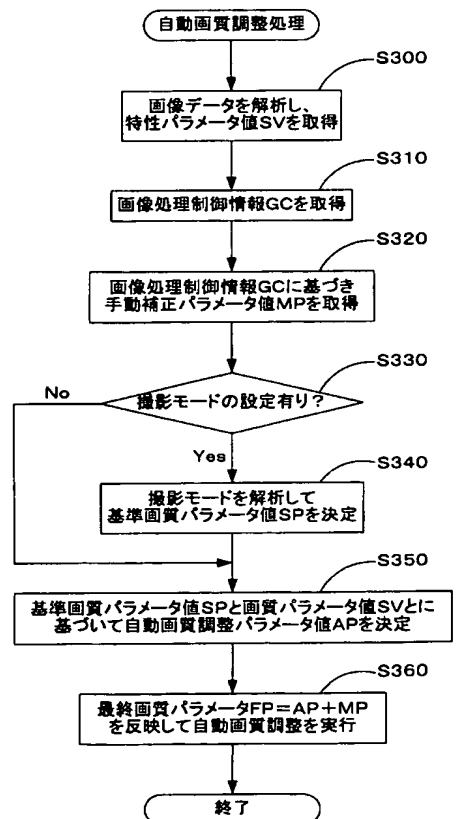 自動画質調整処理
S300
画像データを解析し、
特性パラメータ値SVを取得
S310
画像処理制御情報GCを取得
S320
画像処理制御情報GCに基づき
手動補正パラメータ値MPを取得
S330
No
撮影モードの設定有り?
Yes
S340
撮影モードを解析して
基準画質パラメータ値SPを決定
S350
基準画質パラメータ値SPと画質パラメータ値SVとに
基づいて自動画質調整パラメータ値APを決定
S360
最終画質パラメータFP=AP+MP
を反映して自動画質調整を実行
終了